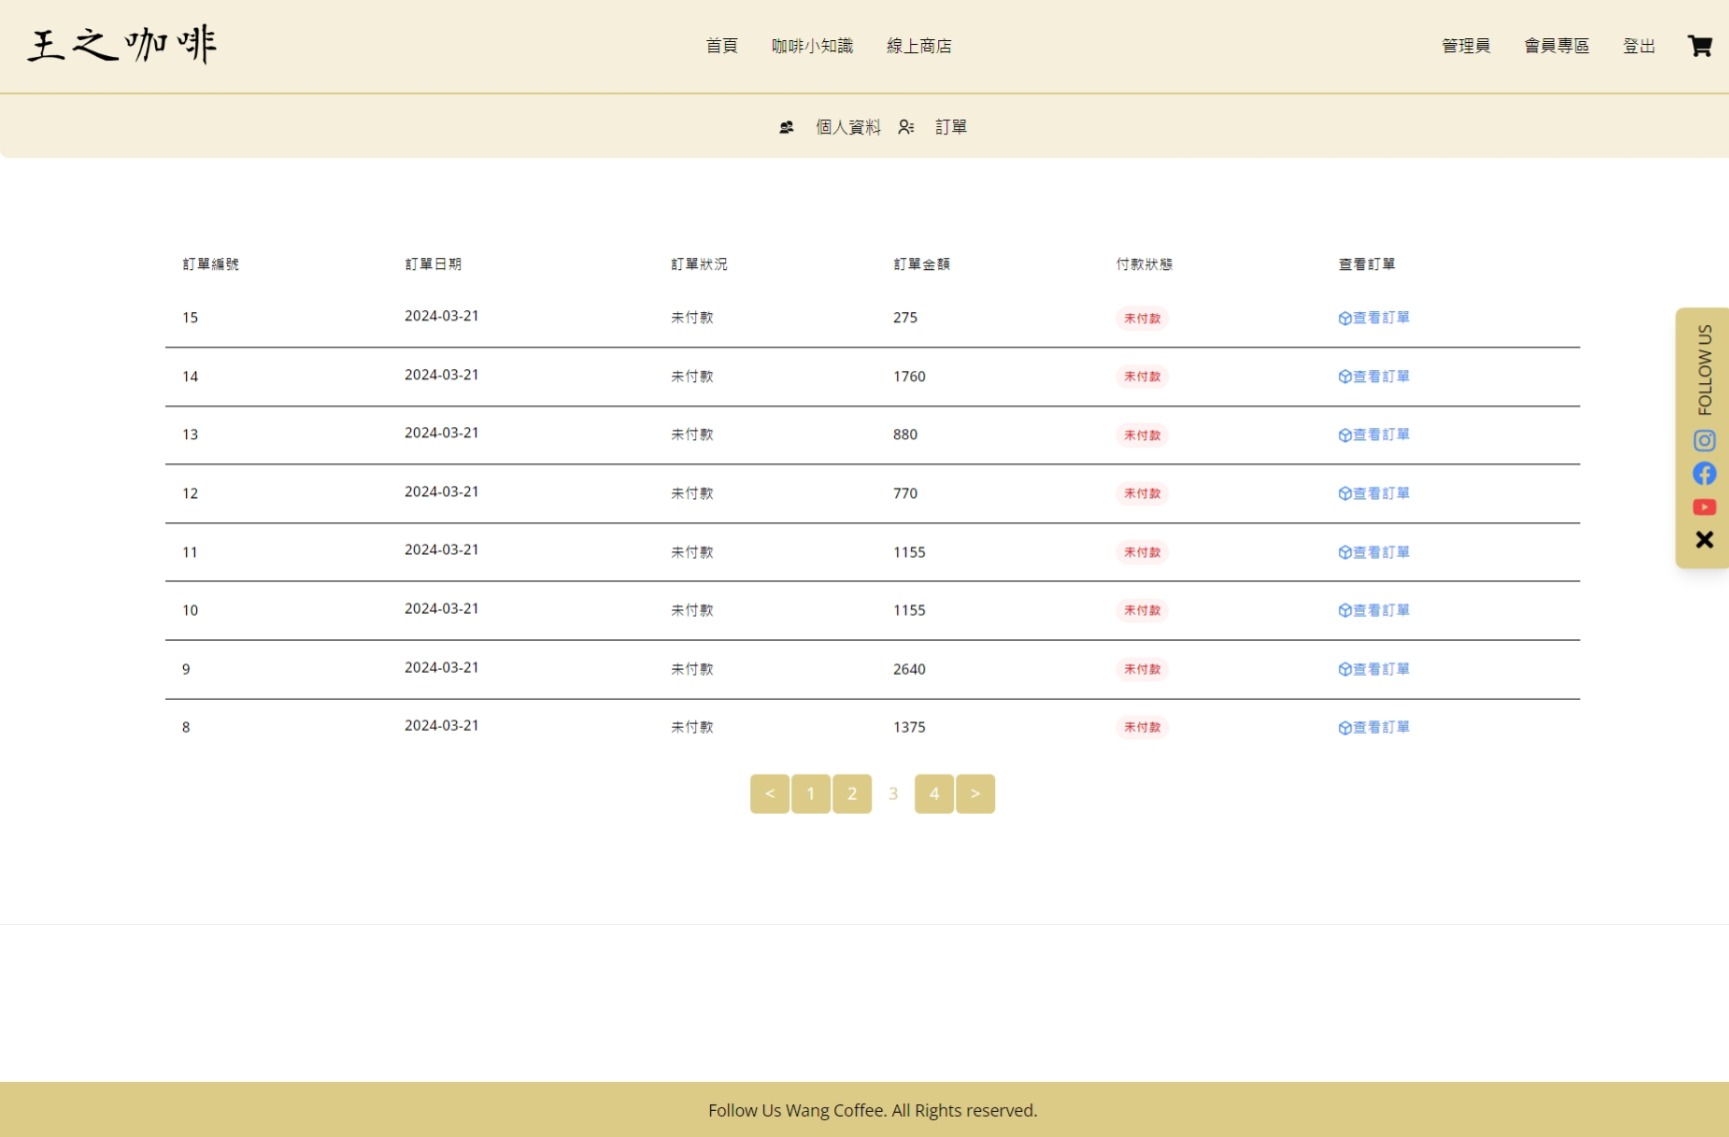 王之咖啡 首頁 咖啡小知識 線上商店 管理員 會員專區 登出
個人資料 訂單
訂單編號 訂單日期 訂單狀況 訂單金額 付款狀態 查看訂單
15 2024-03-21 未付款 275 未付款 查看訂單
14 2024-03-21 未付款 1760 未付款 查看訂單
13 2024-03-21 未付款 880 未付款 查看訂單
12 2024-03-21 未付款 770 未付款 查看訂單
11 2024-03-21 未付款 1155 未付款 查看訂單
10 2024-03-21 未付款 1155 未付款 查看訂單
9 2024-03-21 未付款 2640 未付款 查看訂單
8 2024-03-21 未付款 1375 未付款 查看訂單
< 1 2 3 4 >
FOLLOW US
Follow Us Wang Coffee. All Rights reserved.